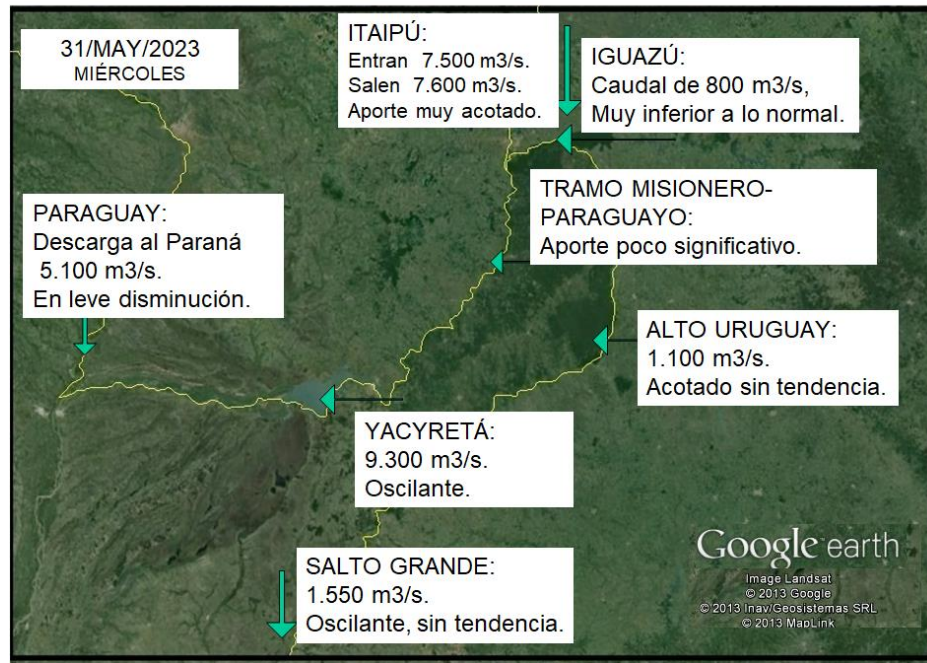 31/MAY/2023
MIÉRCOLES
ITAIPÚ:
Entran 7.500 m3/s.
Salen 7.600 m3/s.
Aporte muy acotado.
IGUAZÚ:
Caudal de 800 m3/s,
Muy inferior a lo normal.
TRAMO MISIONERO-
PARAGUAYO:
Aporte poco significativo.
PARAGUAY:
Descarga al Paraná
5.100 m3/s.
En leve disminución.
ALTO URUGUAY:
1.100 m3/s.
Acotado sin tendencia.
YACYRETÁ:
9.300 m3/s.
Oscilante.
SALTO GRANDE:
1.550 m3/s.
Oscilante, sin tendencia.
Google earth
Image Landsat
© 2013 Google
© 2013 Inav/Geosistemas SRL
© 2013 MapLink